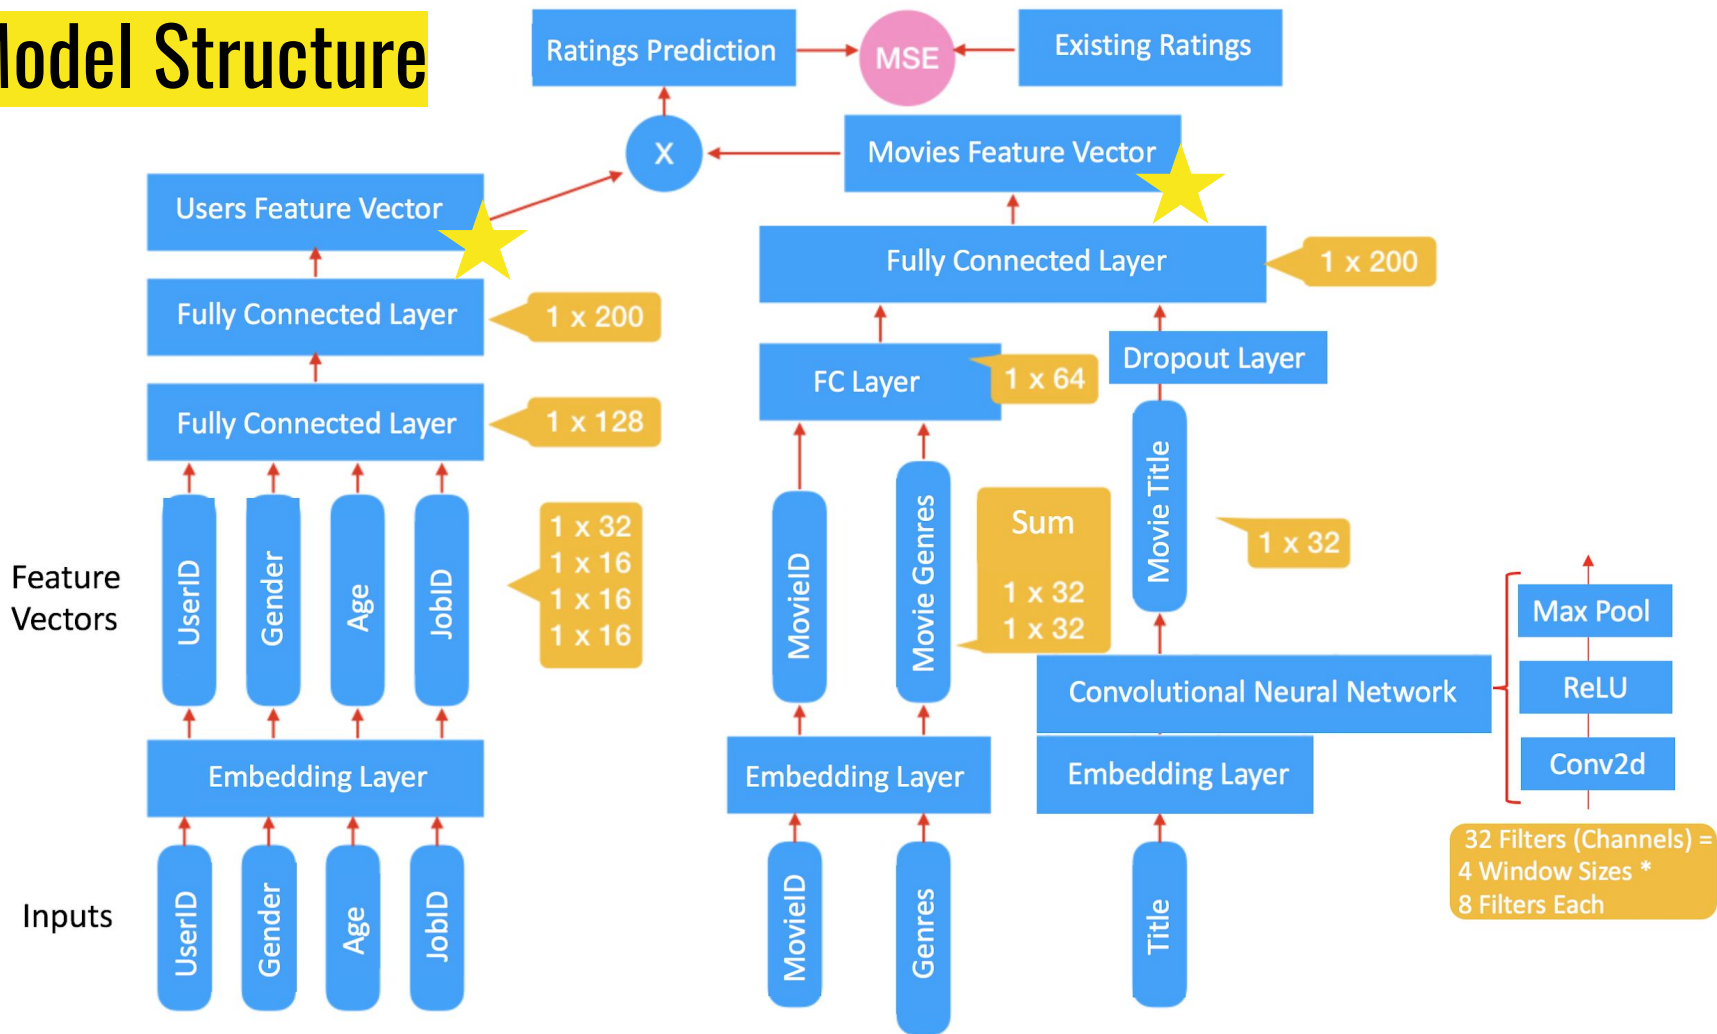 Model Structure
Ratings Prediction
MSE
Existing Ratings
X
Movies Feature Vector
Users Feature Vector
Fully Connected Layer
1 x 200
Fully Connected Layer
1 x 200
Fully Connected Layer
1 x 128
FC Layer
1 x 64
Dropout Layer
Feature
Vectors
UserID
Gender
Age
JobID
1 x 32
1 x 16
1 x 16
1 x 16
MovieID
Movie Genres
Sum
1 x 32
1 x 32
Movie Title
1 x 32
Max Pool
ReLU
Conv2d
Convolutional Neural Network
Embedding Layer
Embedding Layer
Embedding Layer
32 Filters (Channels) =
4 Window Sizes *
8 Filters Each
Inputs
UserID
Gender
Age
JobID
MovieID
Genres
Title